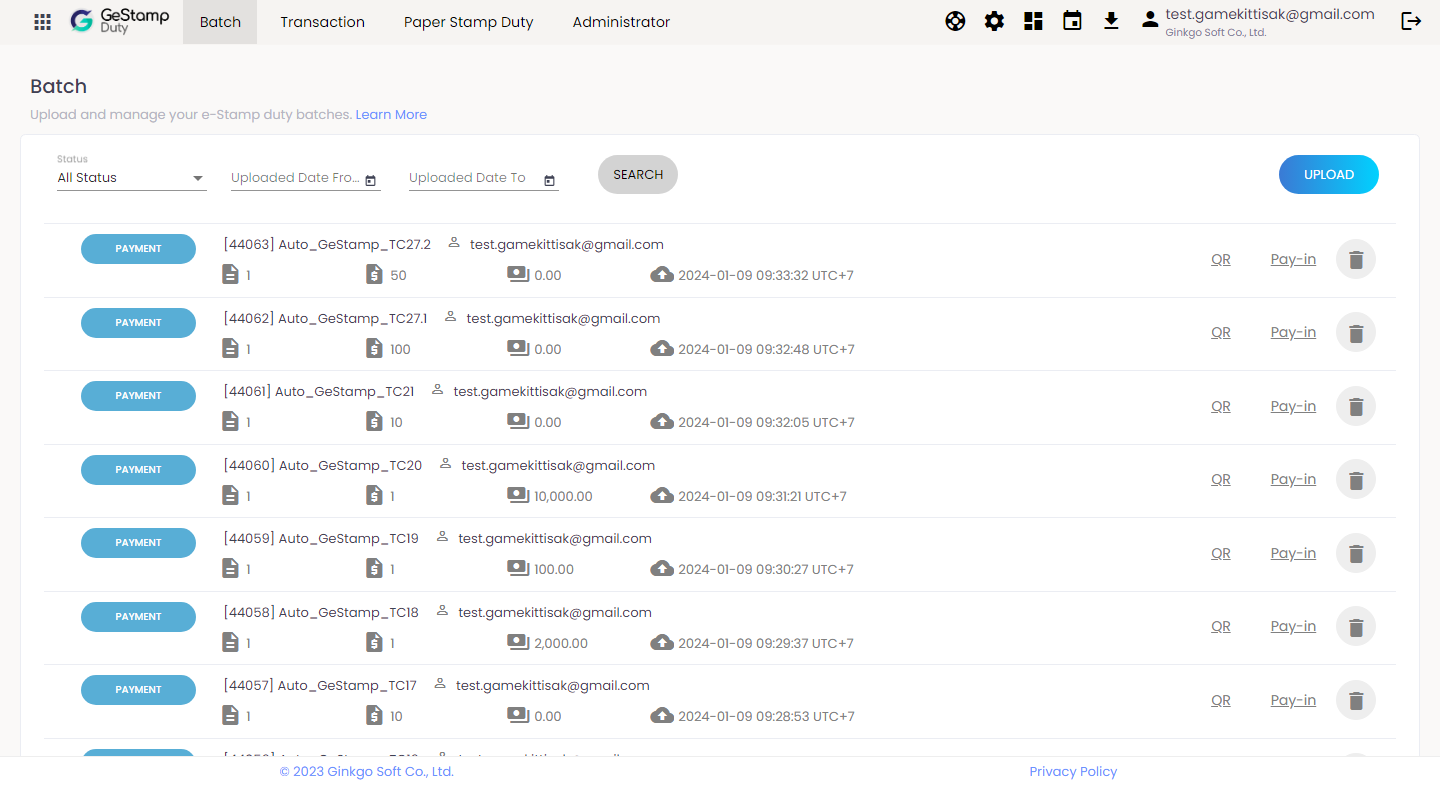 GeStamp Duty Batch Transaction Paper Stamp Duty Administrator test.gamekittisak@gmail.com
Ginkgo Soft Co., Ltd.
Batch
Upload and manage your e-Stamp duty batches. Learn More
Status
All Status Uploaded Date Fro... Uploaded Date To SEARCH UPLOAD
PAYMENT [44063] Auto_GeStamp_TC27.2 test.gamekittisak@gmail.com
1 50 0.00 2024-01-09 09:33:32 UTC+7 QR Pay-in
PAYMENT [44062] Auto_GeStamp_TC27.1 test.gamekittisak@gmail.com
1 100 0.00 2024-01-09 09:32:48 UTC+7 QR Pay-in
PAYMENT [44061] Auto_GeStamp_TC21 test.gamekittisak@gmail.com
1 10 0.00 2024-01-09 09:32:05 UTC+7 QR Pay-in
PAYMENT [44060] Auto_GeStamp_TC20 test.gamekittisak@gmail.com
1 1 10,000.00 2024-01-09 09:31:21 UTC+7 QR Pay-in
PAYMENT [44059] Auto_GeStamp_TC19 test.gamekittisak@gmail.com
1 1 100.00 2024-01-09 09:30:27 UTC+7 QR Pay-in
PAYMENT [44058] Auto_GeStamp_TC18 test.gamekittisak@gmail.com
1 1 2,000.00 2024-01-09 09:29:37 UTC+7 QR Pay-in
PAYMENT [44057] Auto_GeStamp_TC17 test.gamekittisak@gmail.com
1 10 0.00 2024-01-09 09:28:53 UTC+7 QR Pay-in
© 2023 Ginkgo Soft Co., Ltd. Privacy Policy